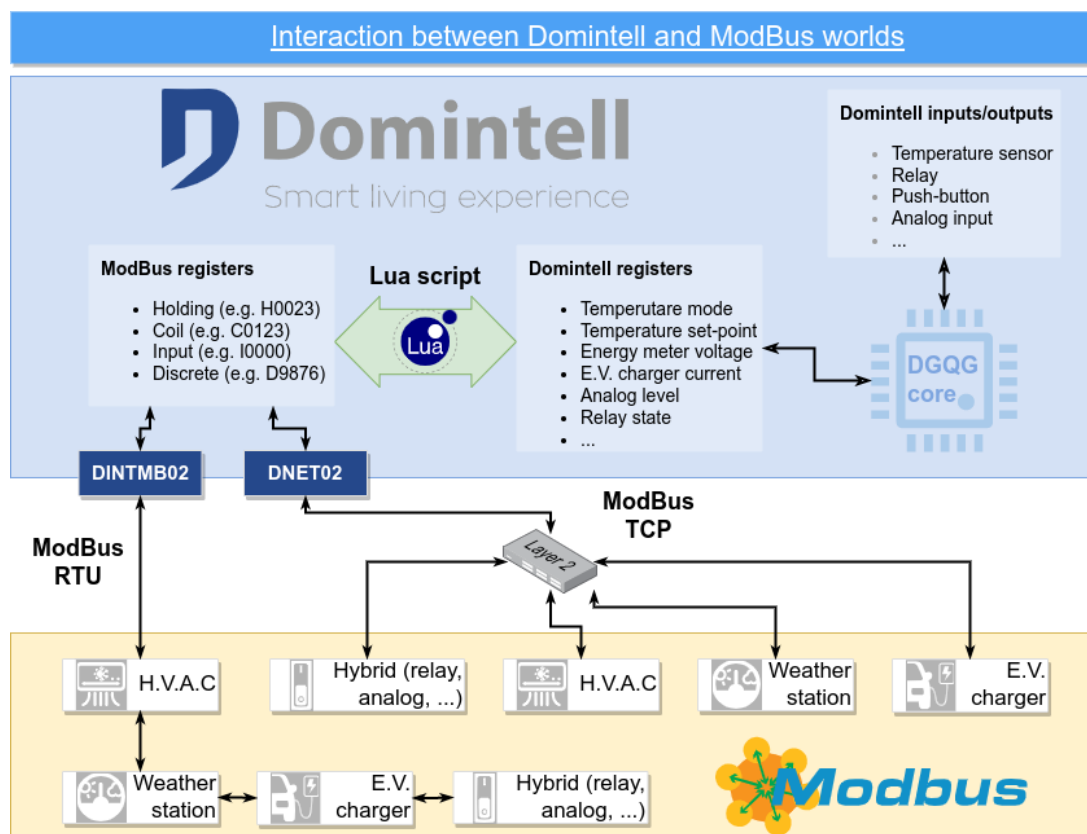 Interaction between Domintell and ModBus worlds
Domintell
Smart living experience
Domintell inputs/outputs
Temperature sensor
Relay
Push-button
Analog input
...
ModBus registers
Holding (e.g. H0023)
Coil (e.g. C0123)
Input (e.g. I0000)
Discrete (e.g. D9876)
Lua script
Lua
Domintell registers
Temperutare mode
Temperature set-point
Energy meter voltage
E.V. charger current
Analog level
Relay state
...
DGQG
core
DINTMB02
DNET02
ModBus
RTU
ModBus
TCP
Layer 2
H.V.A.C
Hybrid (relay,
analog, ...)
H.V.A.C
Weather
station
E.V.
charger
Weather
station
E.V.
charger
Hybrid (relay,
analog, ...)
Modbus